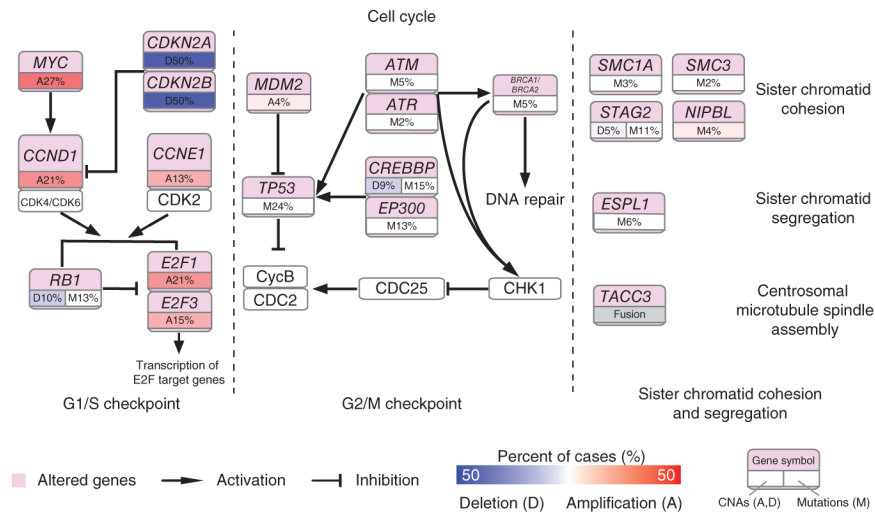 Cell cycle
MYC
A27%
CDKN2A
D50%
CDKN2B
D50%
CCND1
A21%
CDK4/CDK6
CCNE1
A13%
CDK2
RB1
D10% M13%
E2F1
A21%
E2F3
A15%
Transcription of
E2F target genes
G1/S checkpoint
MDM2
A4%
ATM
M5%
ATR
M2%
BRCA1/
BRCA2
M5%
TP53
M24%
CREBBP
D9% M15%
EP300
M13%
DNA repair
CycB
CDC2
CDC25
CHK1
G2/M checkpoint
SMC1A
M3%
SMC3
M2%
STAG2
D5% M11%
NIPBL
M4%
Sister chromatid
cohesion
ESPL1
M6%
Sister chromatid
segregation
TACC3
Fusion
Centrosomal
microtubule spindle
assembly
Sister chromatid cohesion
and segregation
Altered genes
Activation
Inhibition
Percent of cases (%)
50 50
Deletion (D) Amplification (A)
Gene symbol
CNAs (A,D) Mutations (M)